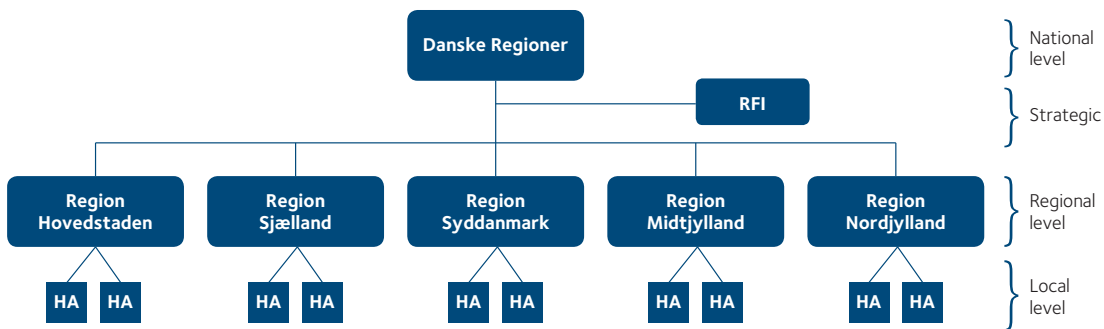 Danske Regioner
National
level
RFI
Strategic
Region
Hovedstaden
Region
Sjælland
Region
Syddanmark
Region
Midtjylland
Region
Nordjylland
Regional
level
HA
HA
HA
HA
HA
HA
HA
HA
HA
HA
Local
level